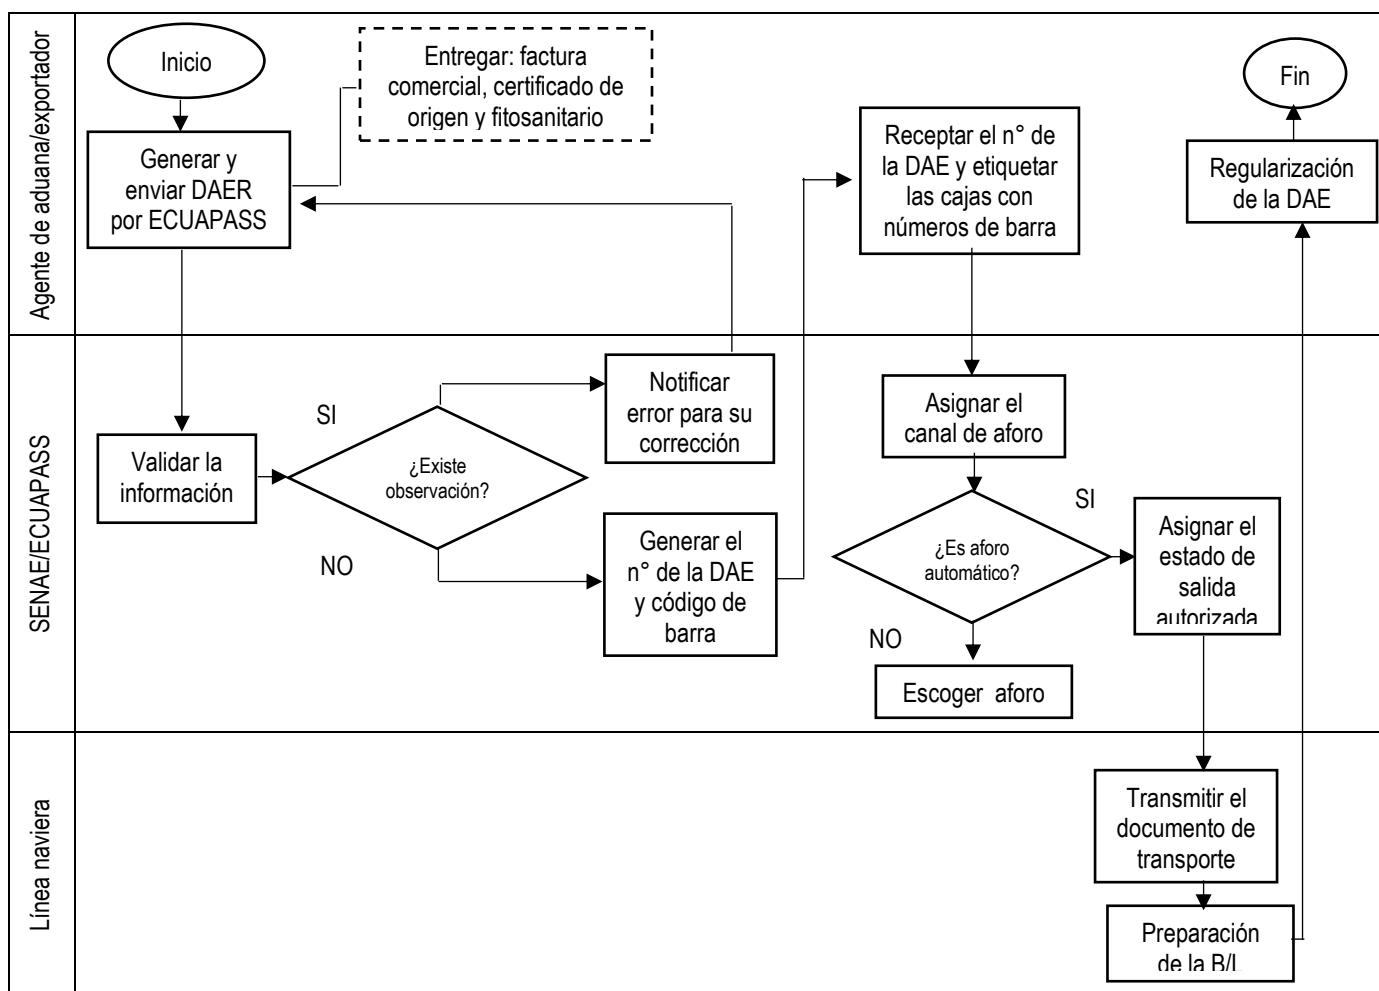 Agente de aduana/exportador
Inicio
Entregar: factura
comercial, certificado de
origen y fitosanitario
Generar y
enviar DAER
por ECUAPASS
Receptar el n° de
la DAE y etiquetar
las cajas con
números de barra
Fin
Regularización
de la DAE
SENAE/ECUAPASS
Validar la
información
SI
¿Existe
observación?
NO
Notificar
error para su
corrección
Generar el
n° de la DAE
y código de
barra
Asignar el
canal de aforo
¿Es aforo
automático?
SI
NO
Escoger aforo
Asignar el
estado de
salida
autorizada
Línea naviera
Transmitir el
documento de
transporte
Preparación
de la B/L